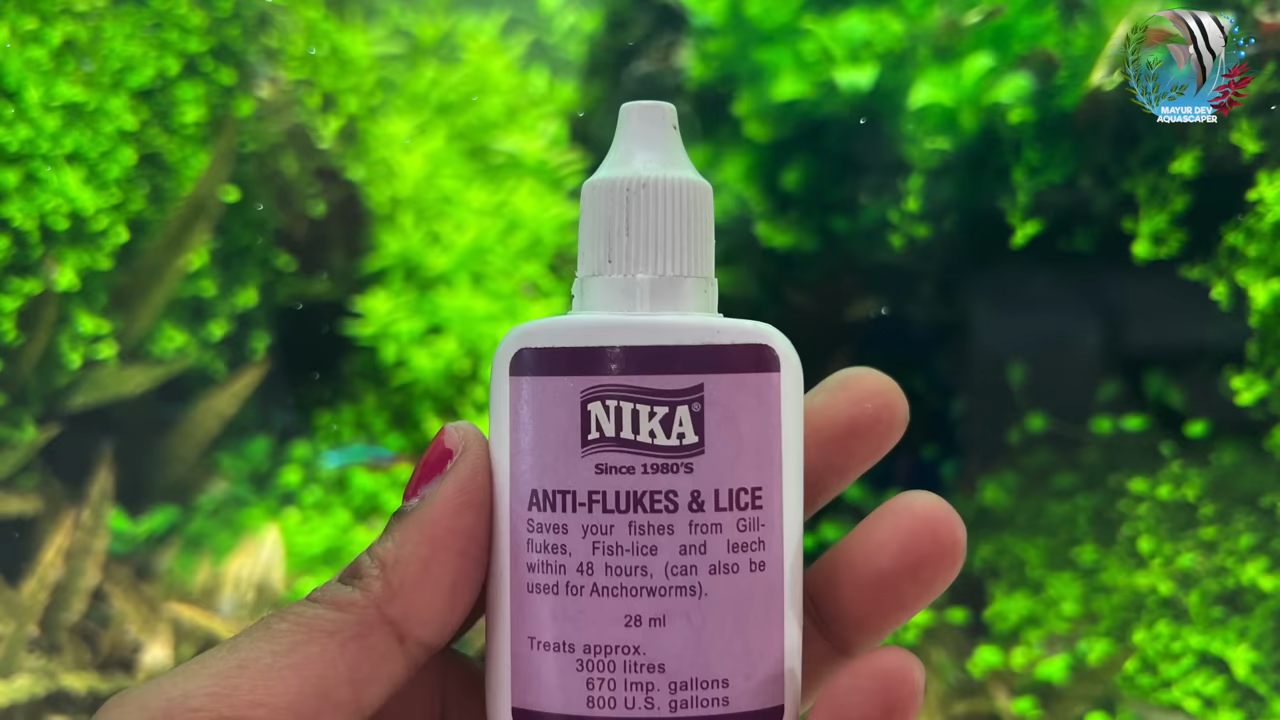 MAYUR DEV
AQUASCAPER
NIKA®
Since 1980'S
ANTI-FLUKES & LICE
Saves your fishes from Gill-
flukes, Fish-lice and leech
within 48 hours, (can also be
used for Anchorworms).
28 ml
Treats approx.
3000 litres
670 Imp. gallons
800 U.S. gallons